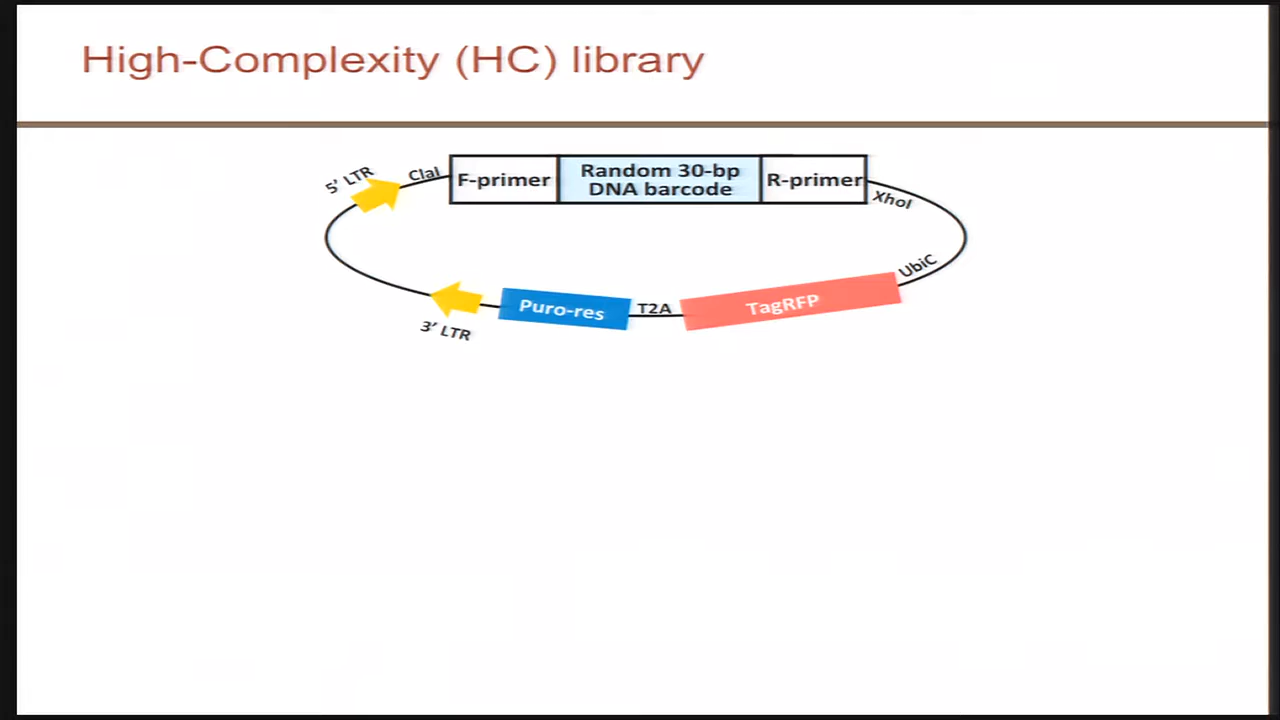 High-Complexity (HC) library
5' LTR
ClaI
F-primer
Random 30-bp
DNA barcode
R-primer
XhoI
UbiC
TagRFP
T2A
Puro-res
3' LTR